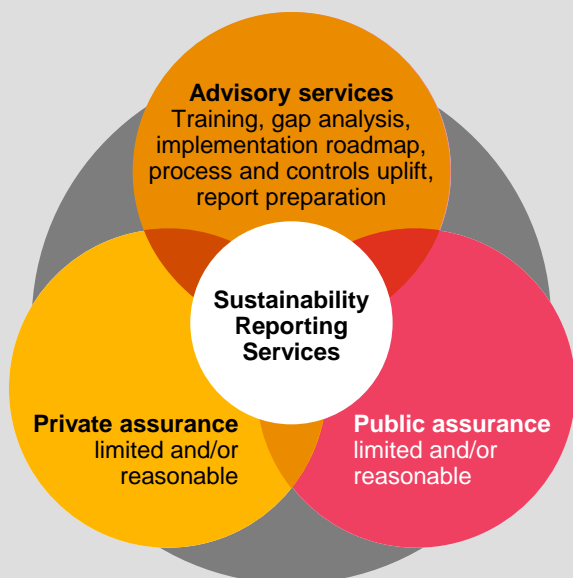 Advisory services
Training, gap analysis,
implementation roadmap,
process and controls uplift,
report preparation
Sustainability
Reporting
Services
Private assurance
limited and/or
reasonable
Public assurance
limited and/or
reasonable